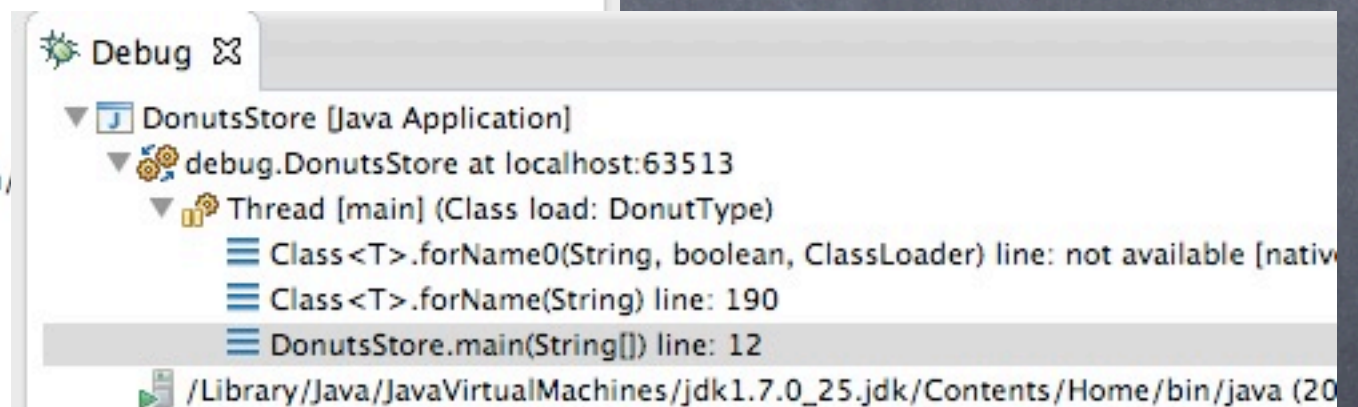 Debug
DonutsStore [Java Application]
debug.DonutsStore at localhost:63513
Thread [main] (Class load: DonutType)
Class<T>.forName0(String, boolean, ClassLoader) line: not available
Class<T>.forName(String) line: 190
DonutsStore.main(String[]) line: 12
/Library/Java/JavaVirtualMachines/jdk1.7.0_25.jdk/Contents/Home/bin/java